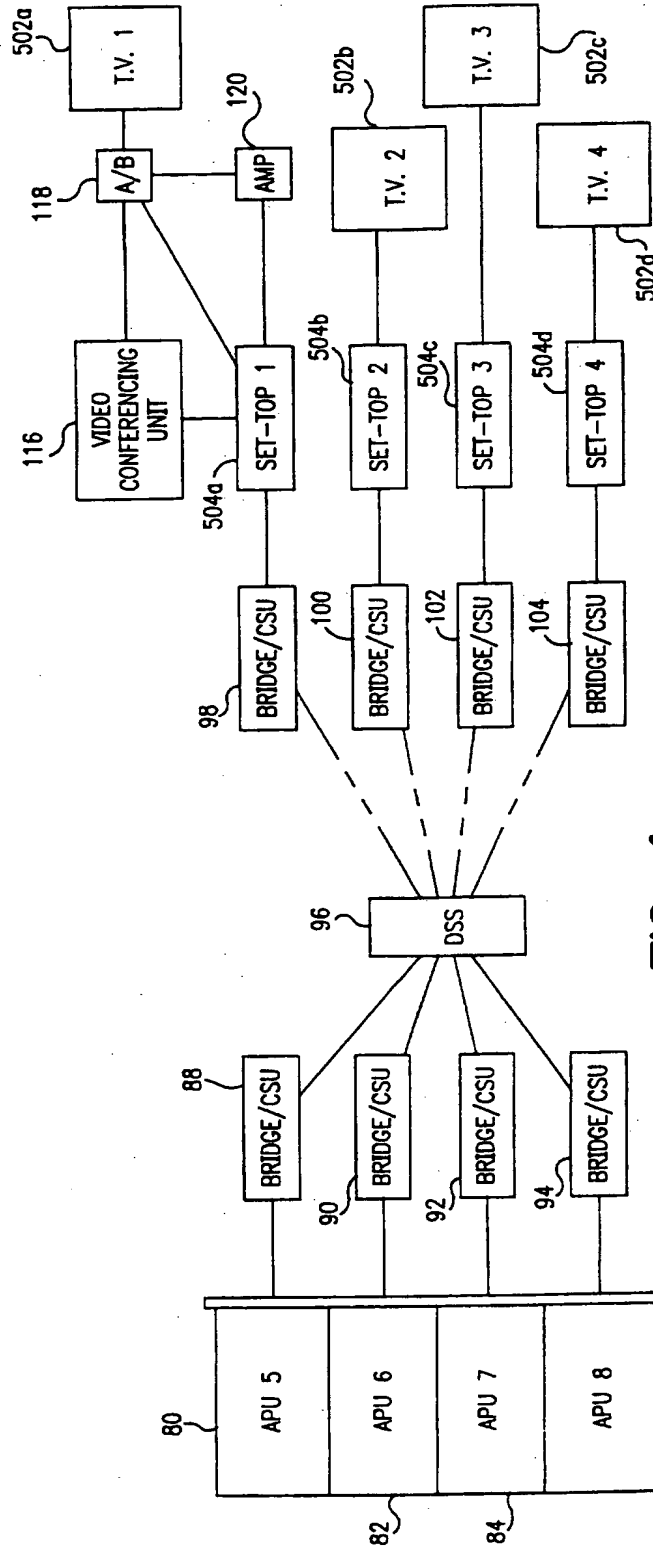 80
APU 5
APU 6
82
APU 7
84
APU 8
88
BRIDGE/CSU
90
BRIDGE/CSU
92
BRIDGE/CSU
94
BRIDGE/CSU
96
DSS
98
BRIDGE/CSU
100
BRIDGE/CSU
102
BRIDGE/CSU
104
BRIDGE/CSU
116
VIDEO
CONFERENCING
UNIT
504a
SET-TOP 1
504b
SET-TOP 2
504c
SET-TOP 3
504d
SET-TOP 4
118
A/B
AMP
120
502a
T.V. 1
502b
T.V. 2
T.V. 3
502c
T.V. 4
502d